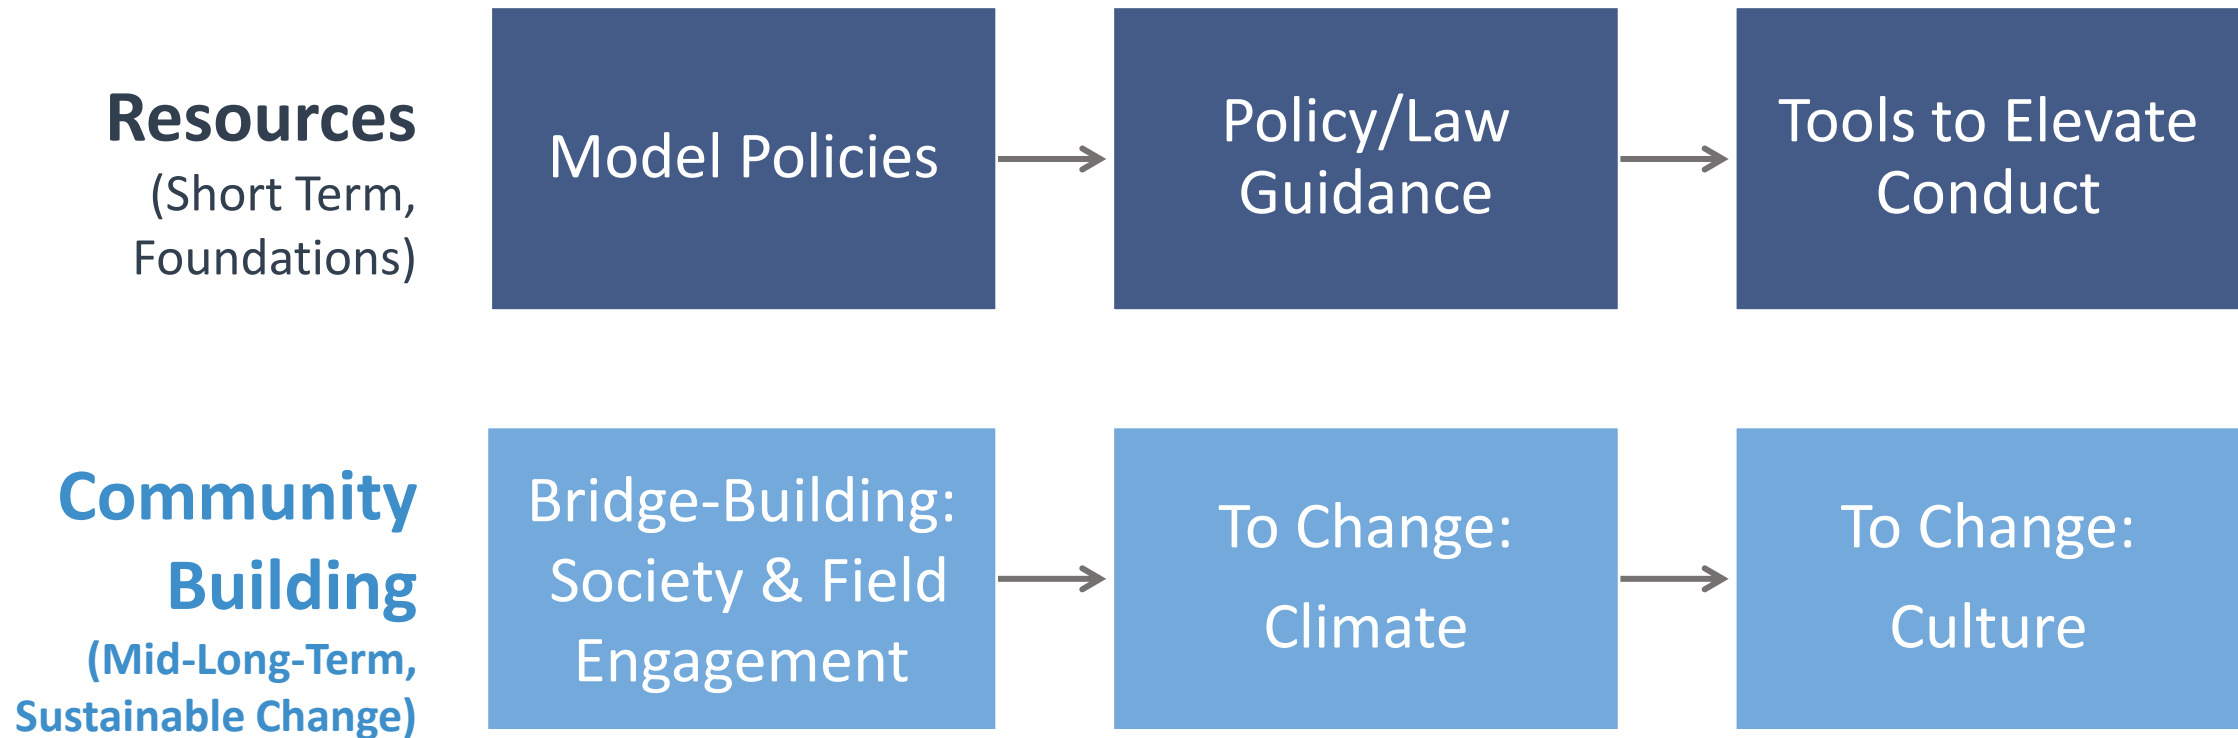 Resources
(Short Term,
Foundations)
Model Policies
Policy/Law
Guidance
Tools to Elevate
Conduct
Community
Building
(Mid-Long-Term,
Sustainable Change)
Bridge-Building:
Society & Field
Engagement
To Change:
Climate
To Change:
Culture